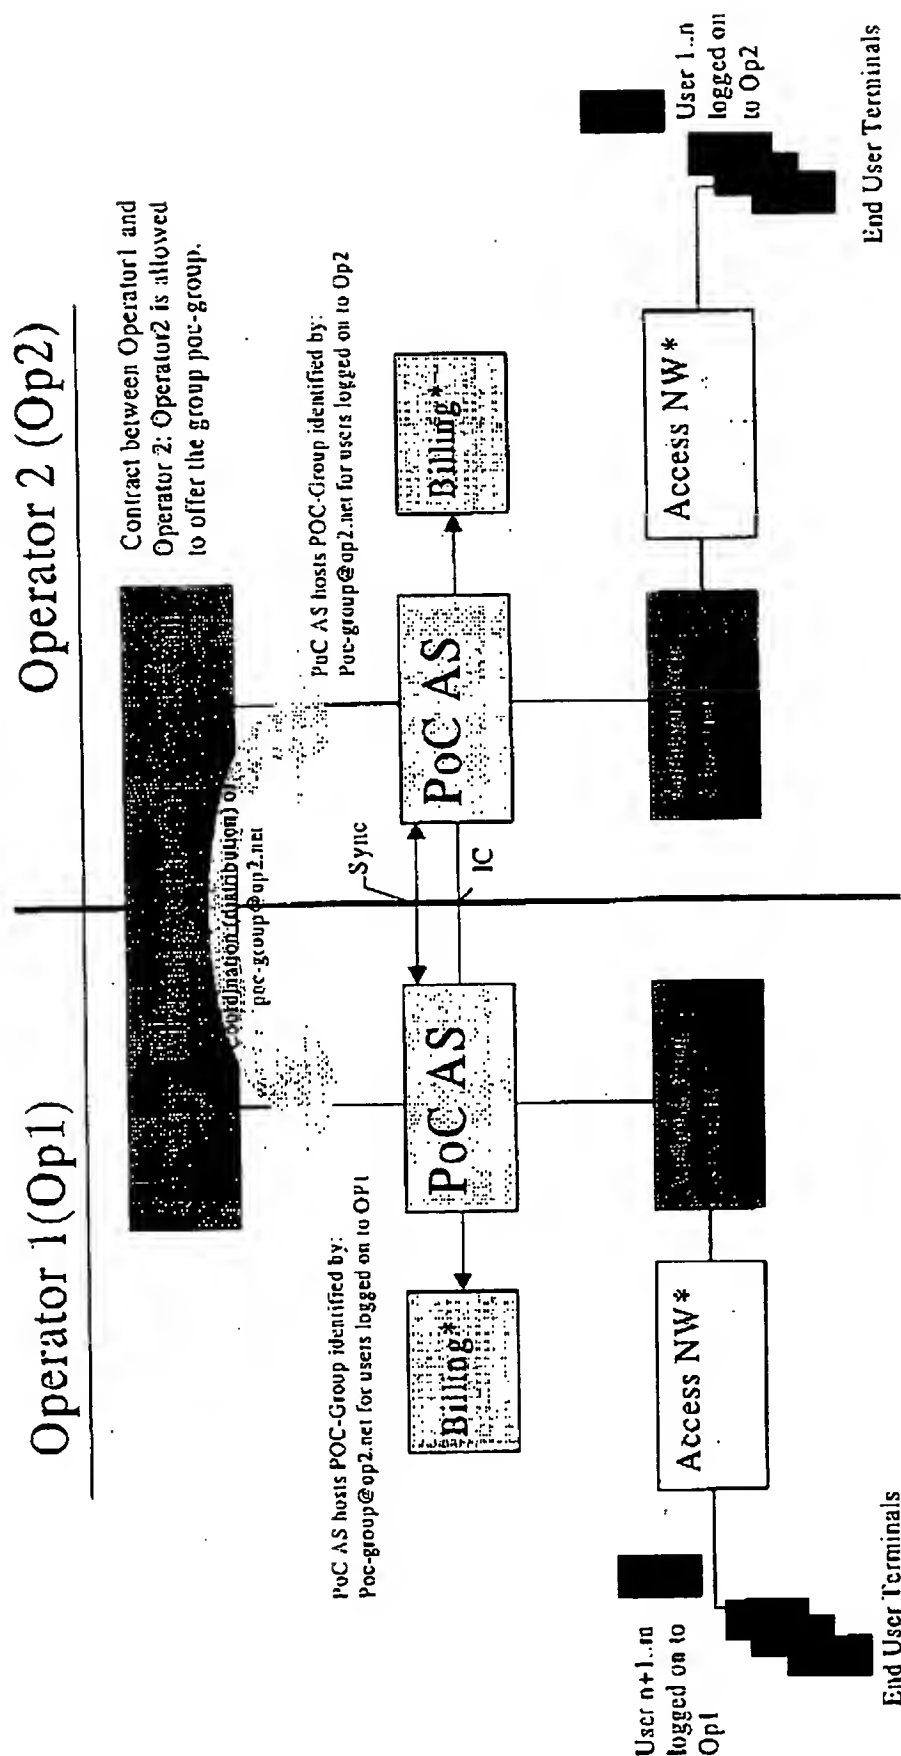 Operator 1(Op1)
Operator 2 (Op2)
Contract between Operator1 and
Operator 2: Operator2 is allowed
to offer the group poc-group.
coordination (distribution) of
poc-group@op2.net
PoC AS hosts POC-Group identified by:
Poc-group@op2.net for users logged on to OP1
PoC AS hosts POC-Group identified by:
Poc-group@op2.net for users logged on to Op2
Sync
IC
Billing*
PoC AS
PoC AS
Billing*
Access NW*
Access NW*
User n+1..m
logged on to
Op1
User 1..n
logged on
to Op2
End User Terminals
End User Terminals